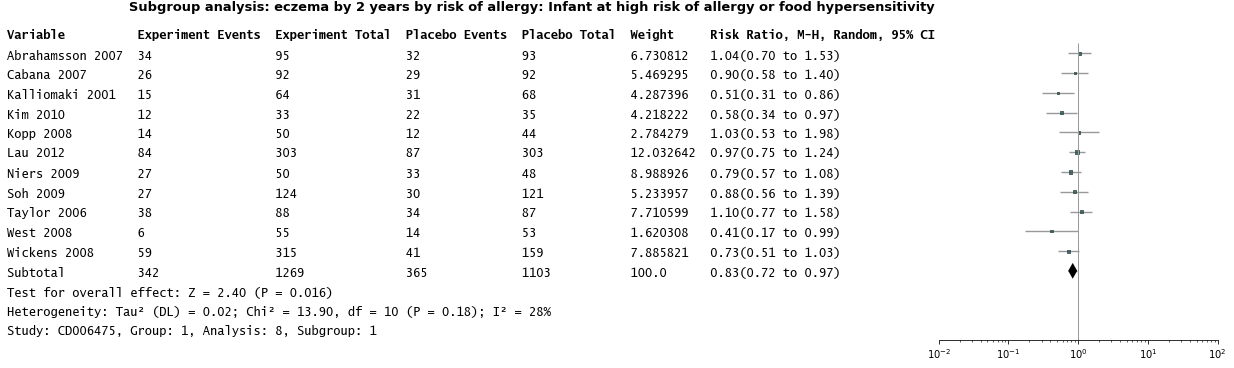 Subgroup analysis: eczema by 2 years by risk of allergy: Infant at high risk of allergy or food hypersensitivity
Variable Experiment Events Experiment Total Placebo Events Placebo Total Weight Risk Ratio, M-H, Random, 95% CI
Abrahamsson 2007 34 95 32 93 6.730812 1.04(0.70 to 1.53)
Cabana 2007 26 92 29 92 5.469295 0.90(0.58 to 1.40)
Kalliomaki 2001 15 64 31 68 4.287396 0.51(0.31 to 0.86)
Kim 2010 12 33 22 35 4.218222 0.58(0.34 to 0.97)
Kopp 2008 14 50 12 44 2.784279 1.03(0.53 to 1.98)
Lau 2012 84 303 87 303 12.032642 0.97(0.75 to 1.24)
Niers 2009 27 50 33 48 8.988926 0.79(0.57 to 1.08)
Soh 2009 27 124 30 121 5.233957 0.88(0.56 to 1.39)
Taylor 2006 38 88 34 87 7.710599 1.10(0.77 to 1.58)
West 2008 6 55 14 53 1.620308 0.41(0.17 to 0.99)
Wickens 2008 59 315 41 159 7.885821 0.73(0.51 to 1.03)
Subtotal 342 1269 365 1103 100.0 0.83(0.72 to 0.97)
Test for overall effect: Z = 2.40 (P = 0.016)
Heterogeneity: Tau² (DL) = 0.02; Chi² = 13.90, df = 10 (P = 0.18); I² = 28%
Study: CD006475, Group: 1, Analysis: 8, Subgroup: 1
10⁻² 10⁻¹ 10⁰ 10¹ 10²